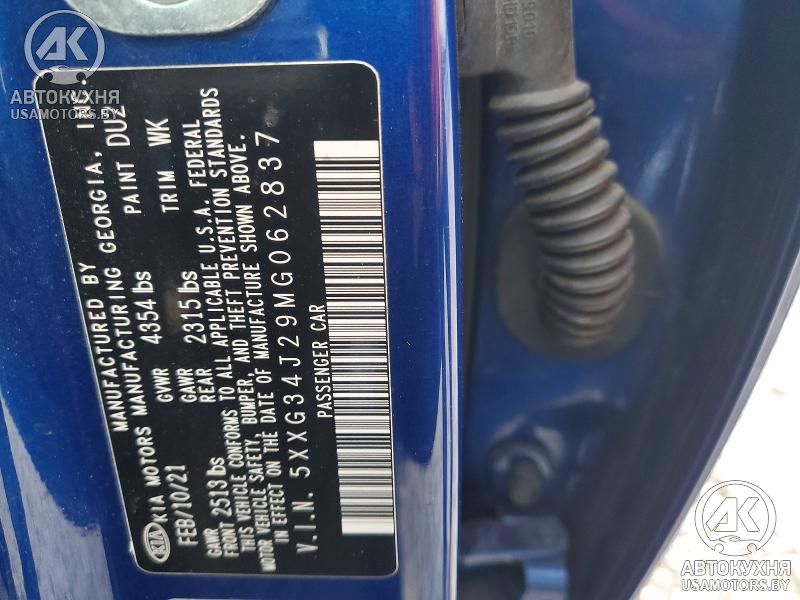 AK
АВТОКУХНЯ
USAMOTORS.BY
KIA MANUFACTURED BY
KIA MOTORS MANUFACTURING GEORGIA, INC.
FEB/10/21 GVWR 4354 lbs PAINT DU2
GAWR FRONT 2513 lbs GAWR REAR 2315 lbs TRIM WK
THIS VEHICLE CONFORMS TO ALL APPLICABLE U.S.A. FEDERAL
MOTOR VEHICLE SAFETY, BUMPER, AND THEFT PREVENTION STANDARDS
IN EFFECT ON THE DATE OF MANUFACTURE SHOWN ABOVE.
V.I.N. 5XXG34J29MG062837
PASSENGER CAR
AK
АВТОКУХНЯ
USAMOTORS.BY